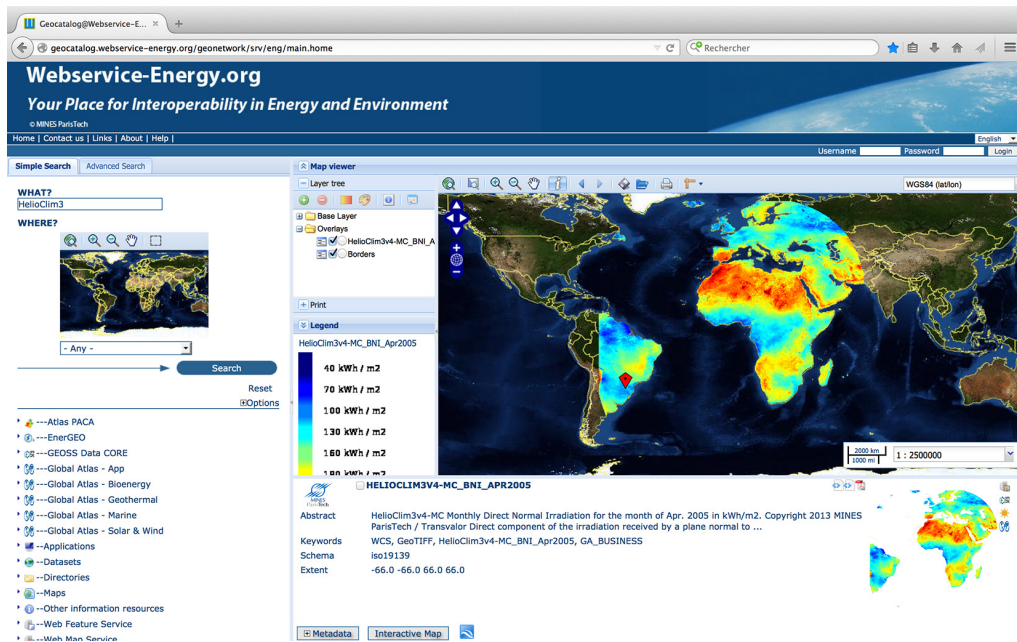 Geocatalog@Webservice-E...
geocatalog.webservice-energy.org/geonetwork/srv/eng/main.home
Rechercher
Webservice-Energy.org
Your Place for Interoperability in Energy and Environment
© MINES ParisTech
Home | Contact us | Links | About | Help |
English
Username
Password
Login
Simple Search
Advanced Search
WHAT?
HelioClim3
WHERE?
- Any -
Search
Reset
Options
---Atlas PACA
---EnerGEO
---GEOSS Data CORE
---Global Atlas - App
---Global Atlas - Bioenergy
---Global Atlas - Geothermal
---Global Atlas - Marine
---Global Atlas - Solar & Wind
--Applications
--Datasets
--Directories
--Maps
--Other information resources
--Web Feature Service
--Web Map Service
Map viewer
Layer tree
Base Layer
Overlays
HelioClim3v4-MC_BNI_A
Borders
Print
Legend
HelioClim3v4-MC_BNI_Apr2005
40 kWh / m2
70 kWh / m2
100 kWh / m2
130 kWh / m2
160 kWh / m2
190 kWh / m2
WGS84 (lat/lon)
2000 km
1000 mi
1 : 2500000
MINES
ParisTech
HELIOCLIM3V4-MC_BNI_APR2005
Abstract
HelioClim3v4-MC Monthly Direct Normal Irradiation for the month of Apr. 2005 in kWh/m2. Copyright 2013 MINES
ParisTech / Transvalor Direct component of the irradiation received by a plane normal to ...
Keywords
WCS, GeoTIFF, HelioClim3v4-MC_BNI_Apr2005, GA_BUSINESS
Schema
iso19139
Extent
-66.0 -66.0 66.0 66.0
Metadata
Interactive Map